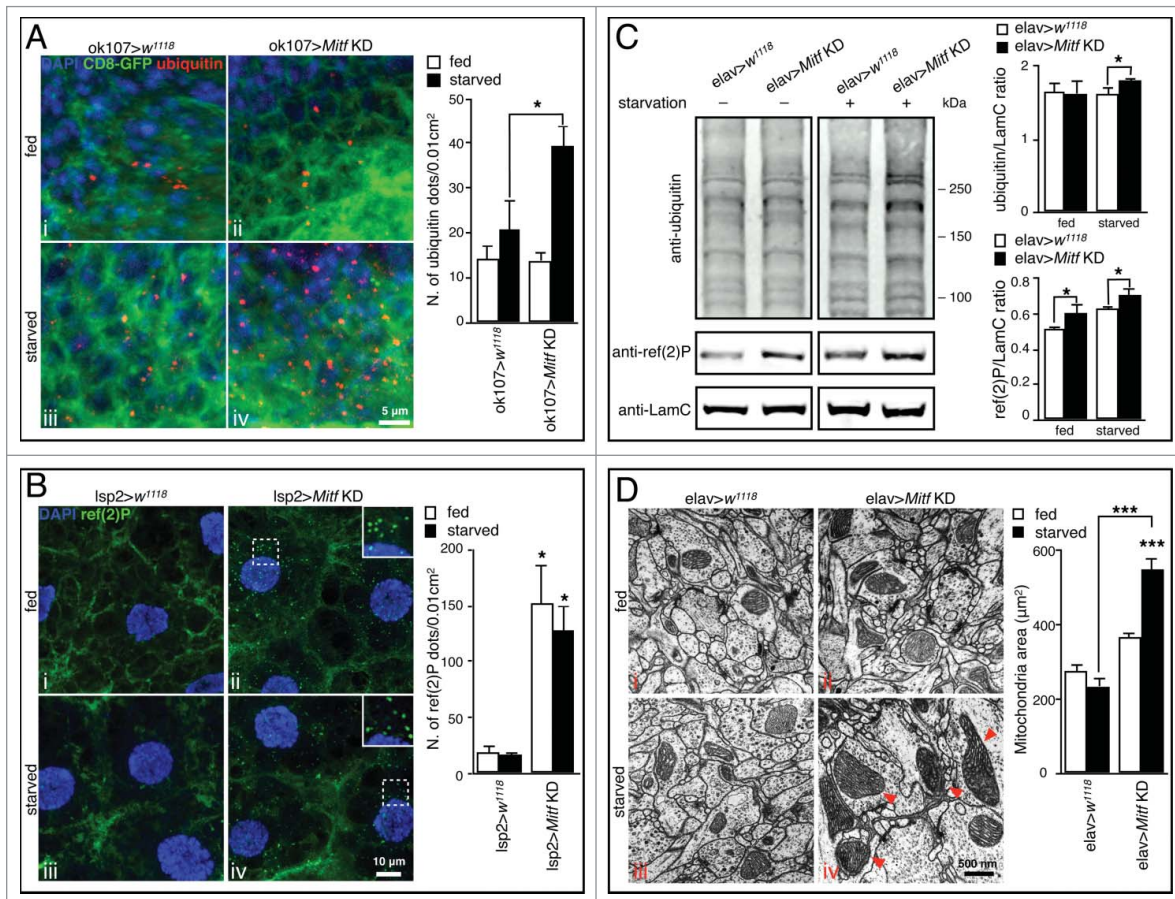 A
ok107>w1118
ok107>Mitf KD
DAPI CD8-GFP ubiquitin
fed
i
ii
starved
iii
iv
5 µm
fed
starved
N. of ubiquitin dots/0.01cm2
50
40
30
20
10
0
*
ok107>w1118
ok107>Mitf KD
B
lsp2>w1118
lsp2>Mitf KD
DAPI ref(2)P
fed
i
ii
starved
iii
iv
10 µm
fed
starved
N. of ref(2)P dots/0.01cm2
200
150
100
50
0
*
*
lsp2>w1118
lsp2>Mitf KD
C
elav>w1118
elav>Mitf KD
elav>w1118
elav>Mitf KD
starvation – – + + kDa
anti-ubiquitin
– 250
– 150
– 100
anti-ref(2)P
anti-LamC
elav>w1118
elav>Mitf KD
ubiquitin/LamC ratio
2
1
0
*
fed starved
elav>w1118
elav>Mitf KD
ref(2)P/LamC ratio
0.8
0.6
0.4
0.2
0
*
*
fed starved
D
elav>w1118
elav>Mitf KD
fed
i
ii
starved
iii
iv
500 nm
fed
starved
Mitochondria area (µm2)
600
400
200
0
***
***
elav>w1118
elav>Mitf KD